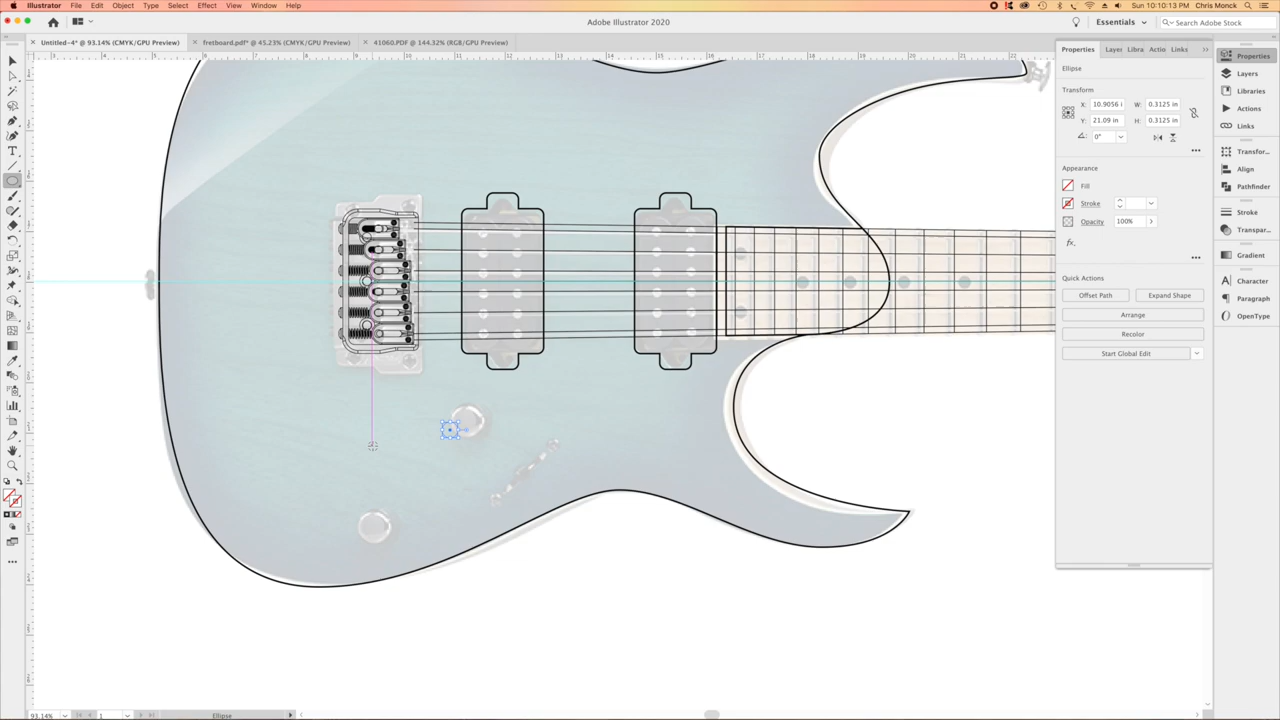 Illustrator File Edit Object Type Select Effect View Window Help
Sun 10:10:13 PM Chris Monck
Adobe Illustrator 2020
Essentials
Search Adobe Stock
Untitled-4* @ 93.14% (CMYK/GPU Preview)
fretboard.pdf* @ 45.23% (CMYK/GPU Preview)
41060.PDF @ 144.32% (RGB/GPU Preview)
Properties Layer Libra Actio Links
Ellipse
Transform
X: 10.9056 i W: 0.3125 in
Y: 21.09 in H: 0.3125 in
0°
Appearance
Fill
Stroke
Opacity 100%
fx.
Quick Actions
Offset Path Expand Shape
Arrange
Recolor
Start Global Edit
Properties
Layers
Libraries
Actions
Links
Transfor...
Align
Pathfinder
Stroke
Transpar...
Gradient
Character
Paragraph
OpenType
93.14% 1 Ellipse